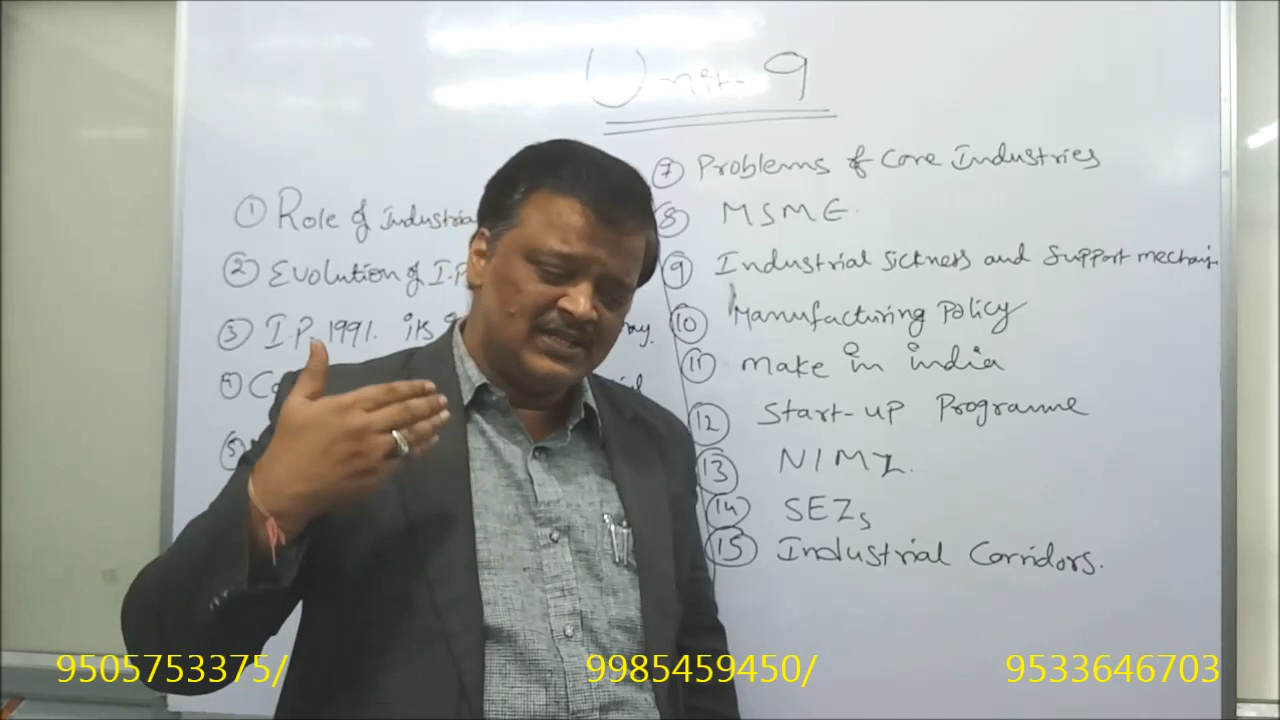 Unit-9
① Role of Industria
② Evolution of I.P
③ I.P. 1991. its
④ Co
⑤
⑦ Problems of Core Industries
⑧ MSME.
⑨ Industrial Sickness and Support
⑩ Manufacturing Policy
⑪ make in india
⑫ Start-up Programme
⑬ NIMZ.
⑭ SEZs
⑮ Industrial Corridors.
9505753375/ 9985459450/ 9533646703